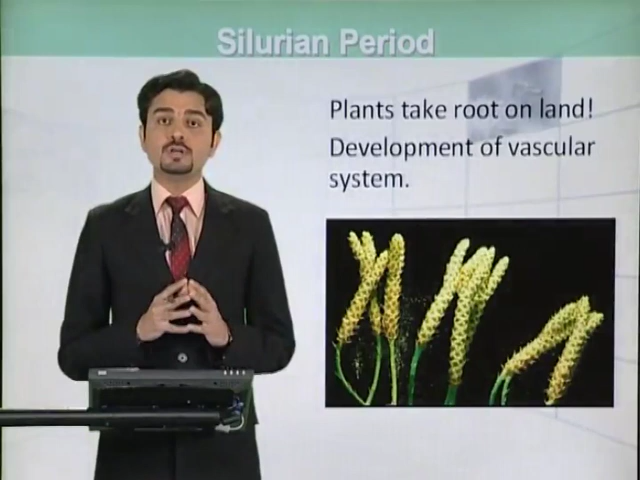 Silurian Period
Plants take root on land!
Development of vascular
system.